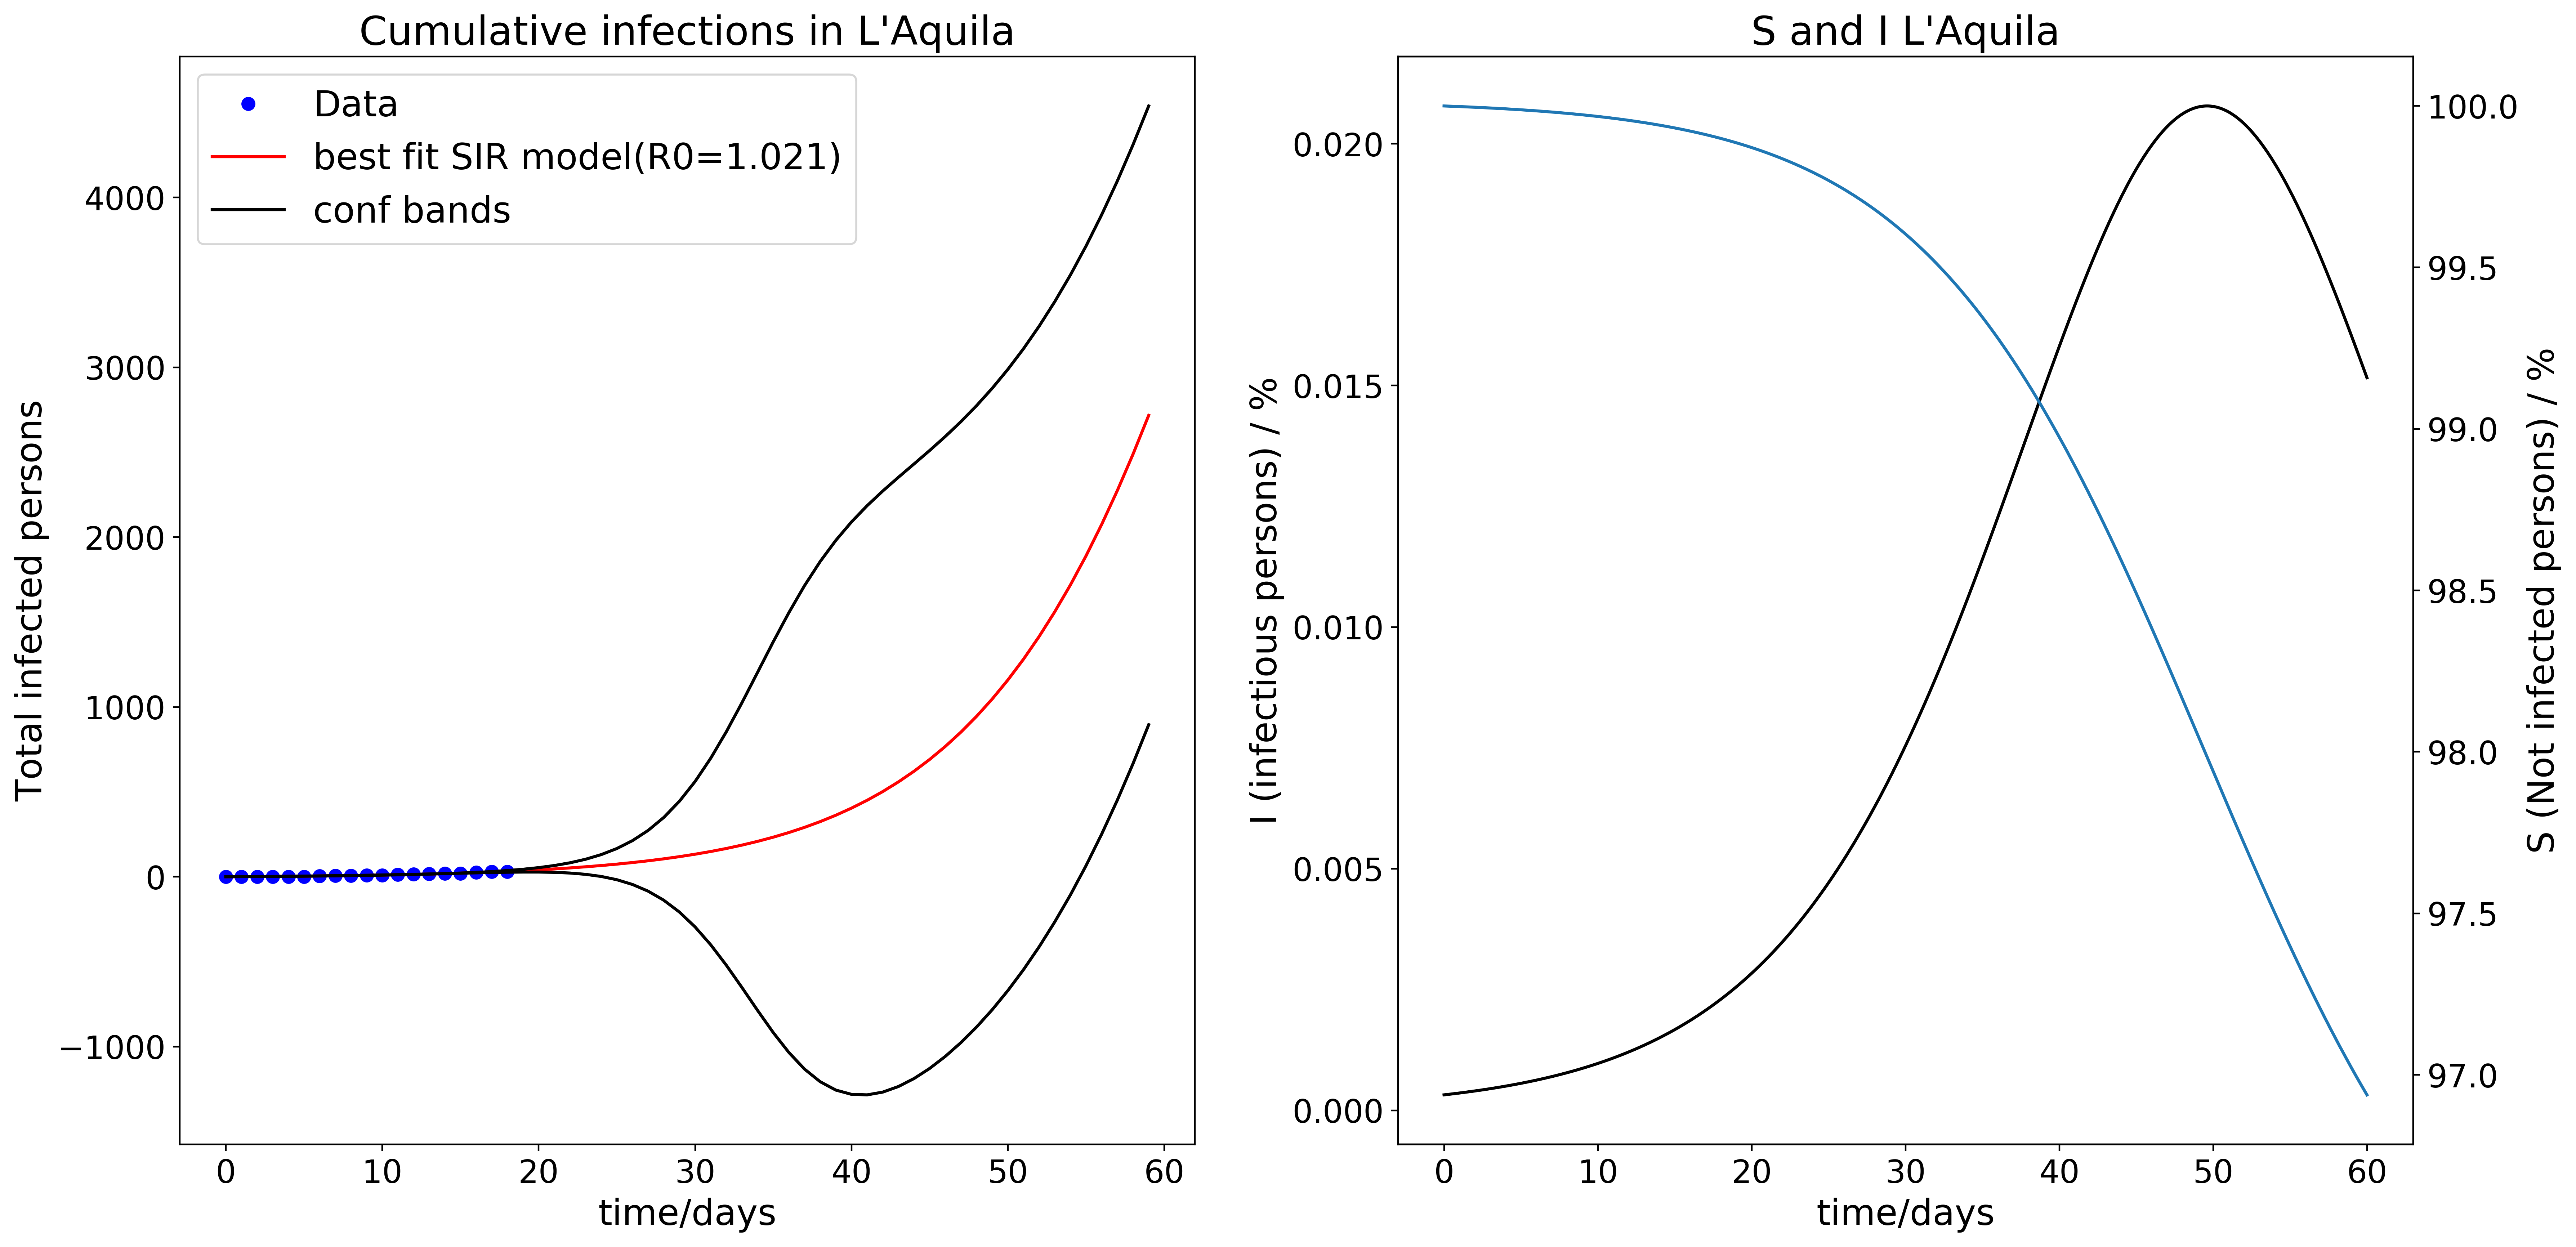 Cumulative infections in L'Aquila
Data
best fit SIR model(R0=1.021)
conf bands
Total infected persons
4000
3000
2000
1000
0
−1000
0 10 20 30 40 50 60
time/days
S and I L'Aquila
I (infectious persons) / %
0.020
0.015
0.010
0.005
0.000
0 10 20 30 40 50 60
time/days
100.0
99.5
99.0
98.5
98.0
97.5
97.0
S (Not infected persons) / %